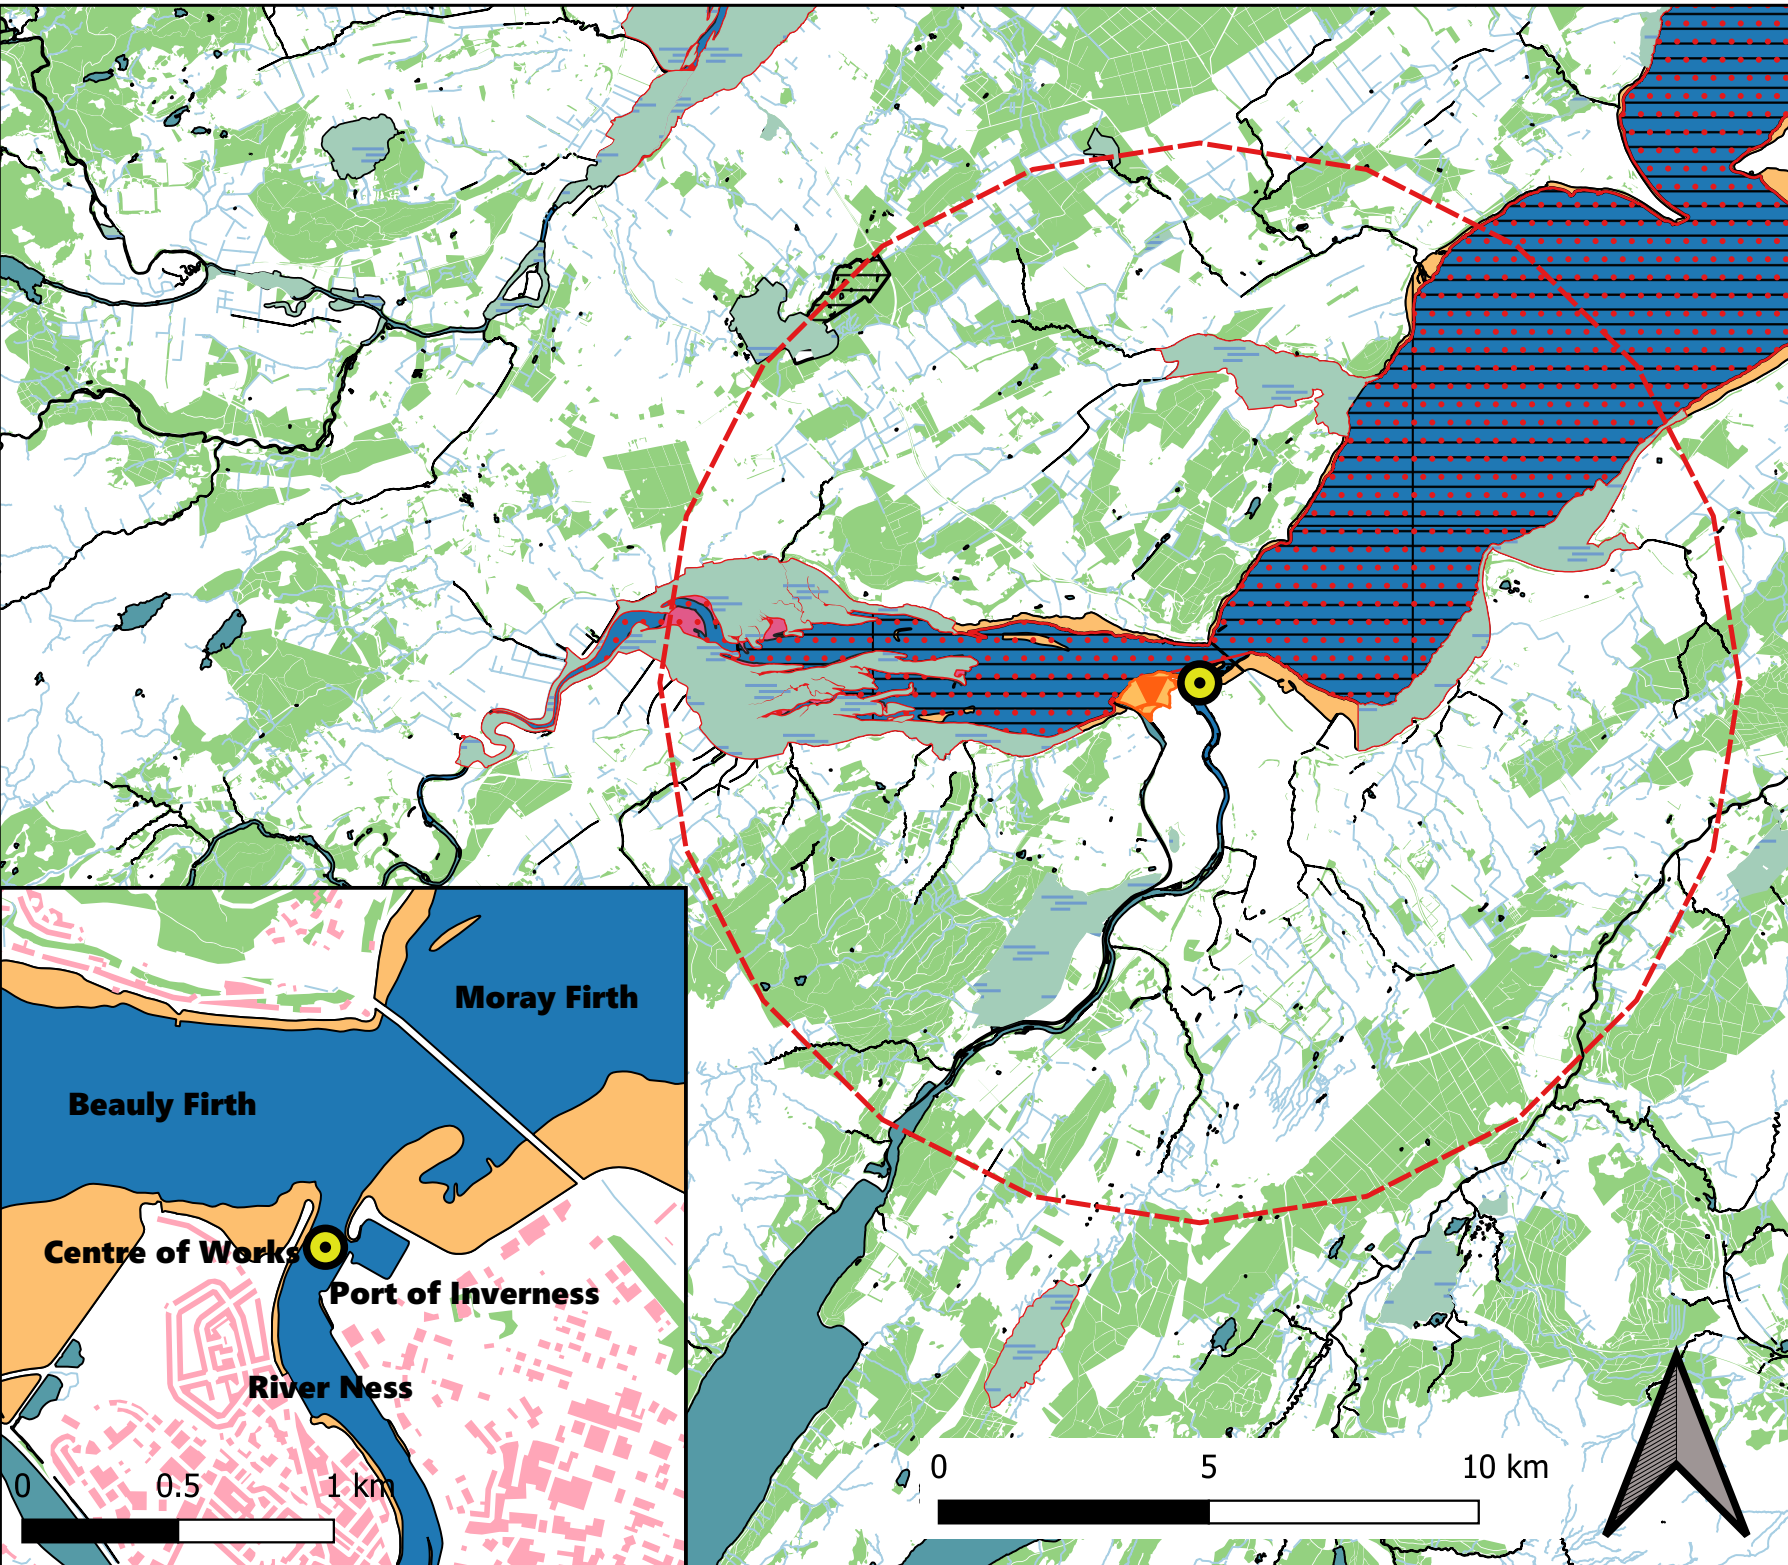 Moray Firth
Beauly Firth
Centre of Works
Port of Inverness
River Ness
0 0.5 1 km
0 5 10 km